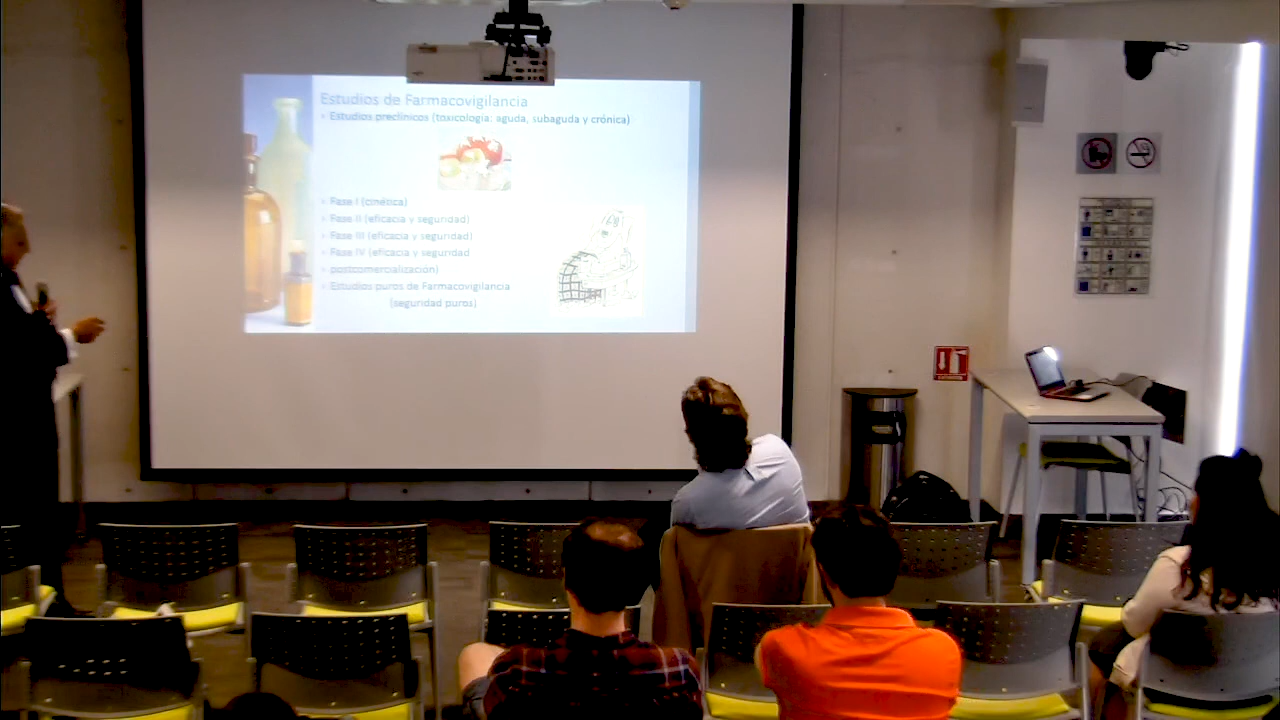 Estudios de Farmacovigilancia
Estudios preclínicos (toxicología: aguda, subaguda y crónica)
Fase I (cinética)
Fase II (eficacia y seguridad)
Fase III (eficacia y seguridad)
Fase IV (eficacia y seguridad
postcomercialización)
Estudios puros de Farmacovigilancia
(seguridad puros)